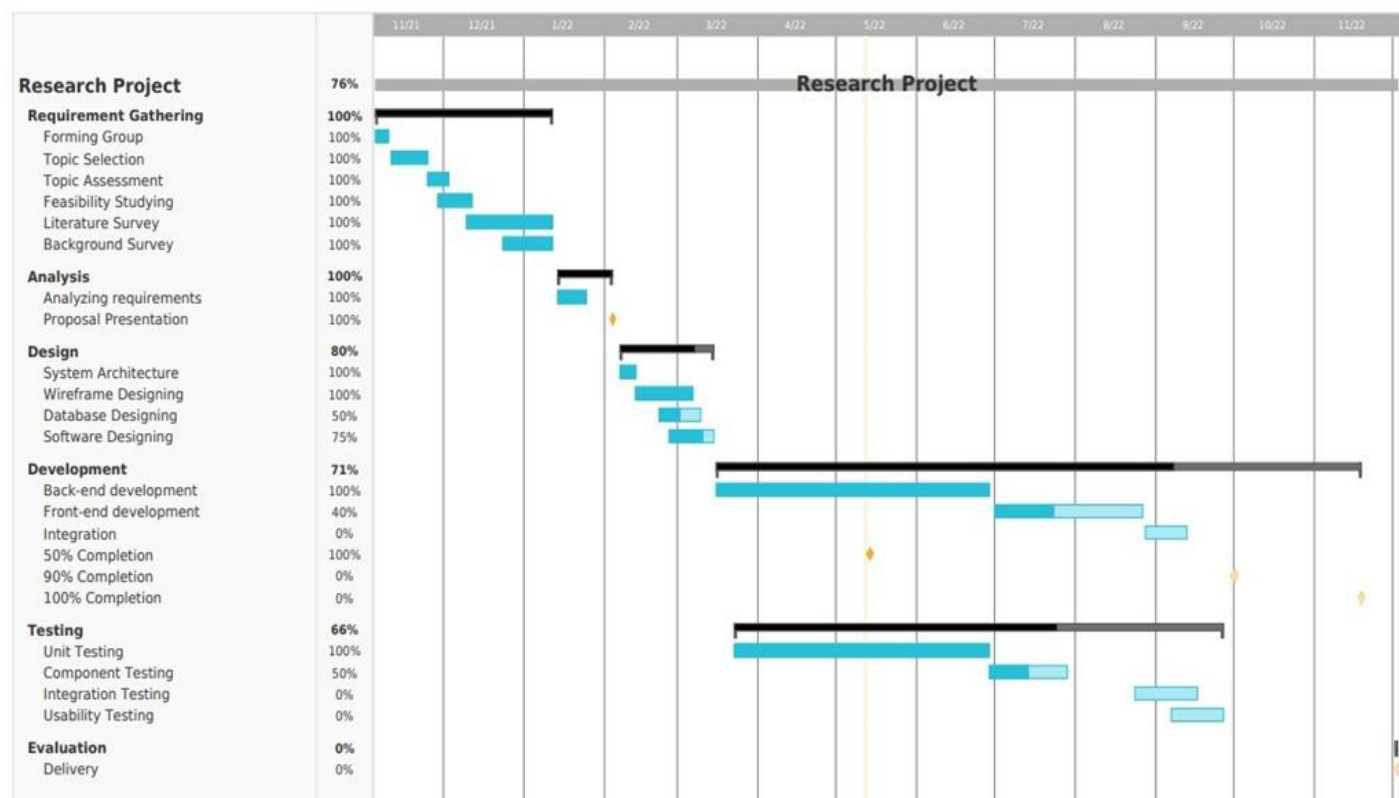 11/21 12/21 1/22 2/22 3/22 4/22 5/22 6/22 7/22 8/22 9/22 10/22 11/22
Research Project 76% Research Project
Requirement Gathering 100%
Forming Group 100%
Topic Selection 100%
Topic Assessment 100%
Feasibility Studying 100%
Literature Survey 100%
Background Survey 100%
Analysis 100%
Analyzing requirements 100%
Proposal Presentation 100%
Design 80%
System Architecture 100%
Wireframe Designing 100%
Database Designing 50%
Software Designing 75%
Development 71%
Back-end development 100%
Front-end development 40%
Integration 0%
50% Completion 100%
90% Completion 0%
100% Completion 0%
Testing 66%
Unit Testing 100%
Component Testing 50%
Integration Testing 0%
Usability Testing 0%
Evaluation 0%
Delivery 0%